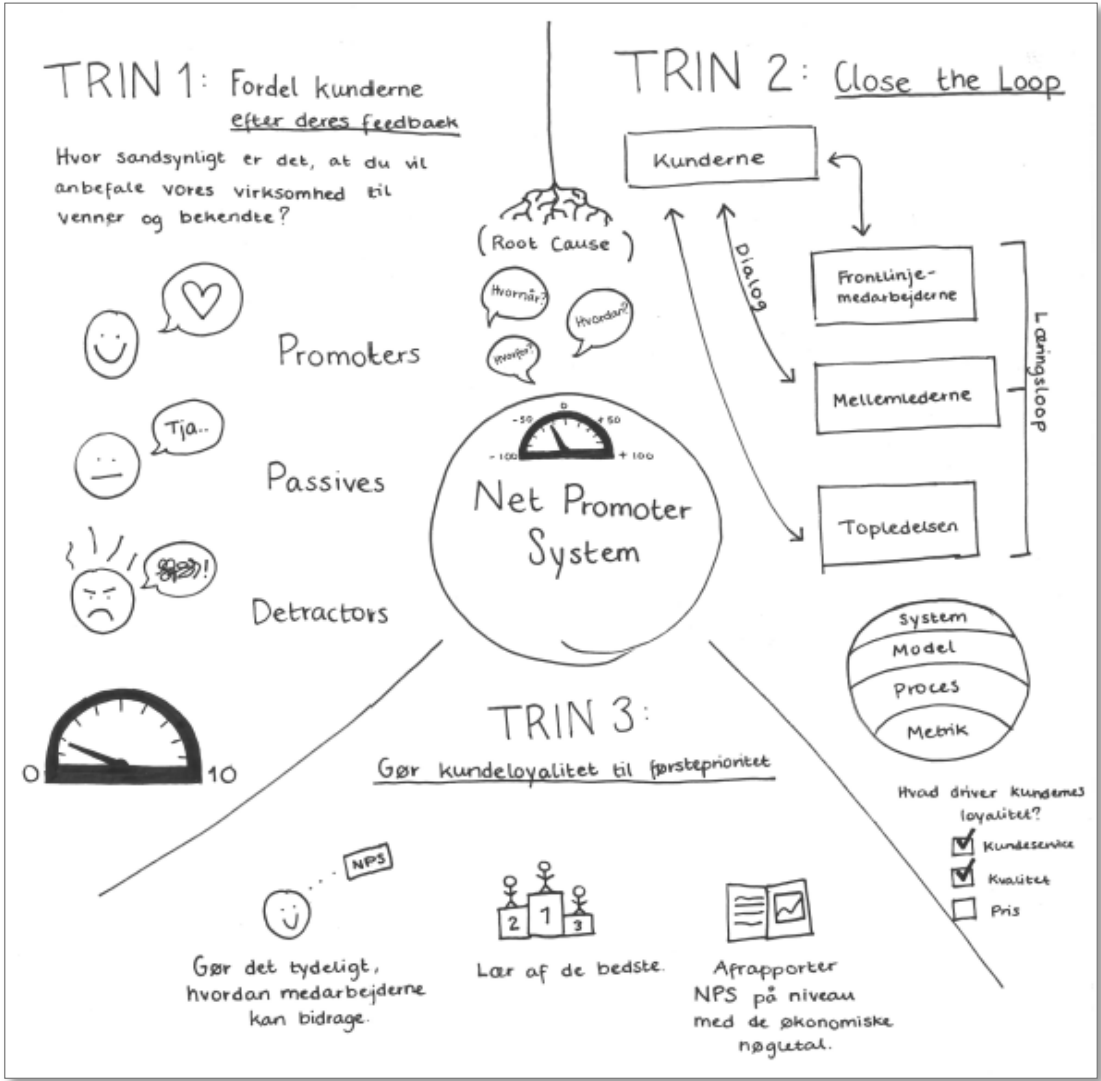 TRIN 1: Fordel kunderne
efter deres feedback
Hvor sandsynligt er det, at du vil
anbefale vores virksomhed til
venner og bekendte?
Promoters
Tja..
Passives
!
Detractors
0 10
(Root Cause)
Hvornår?
Hvordan?
Hvorfor?
-100 -50 0 +50 +100
Net Promoter
System
TRIN 2: Close the Loop
Kunderne
Dialog
Frontlinje-
medarbejderne
Mellemlederne
Topledelsen
Læringsloop
System
Model
Proces
Metrik
Hvad driver kundernes
loyalitet?
Kundeservice
Kvalitet
Pris
TRIN 3:
Gør kundeloyalitet til førsteprioritet
NPS
Gør det tydeligt,
hvordan medarbejderne
kan bidrage.
2 1 3
Lær af de bedste.
Afrapporter
NPS på niveau
med de økonomiske
nøgletal.